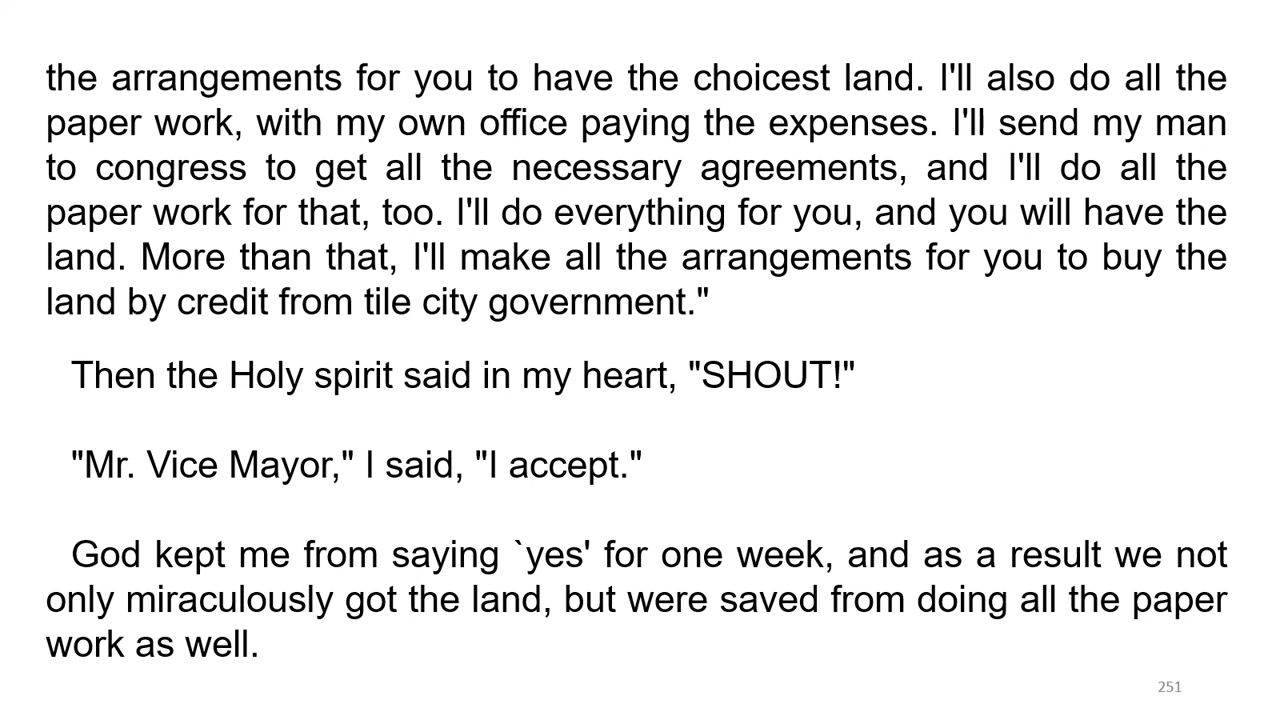 the arrangements for you to have the choicest land. I'll also do all the
paper work, with my own office paying the expenses. I'll send my man
to congress to get all the necessary agreements, and I'll do all the
paper work for that, too. I'll do everything for you, and you will have the
land. More than that, I'll make all the arrangements for you to buy the
land by credit from tile city government."
Then the Holy spirit said in my heart, "SHOUT!"
"Mr. Vice Mayor," I said, "I accept."
God kept me from saying `yes' for one week, and as a result we not
only miraculously got the land, but were saved from doing all the paper
work as well.
251